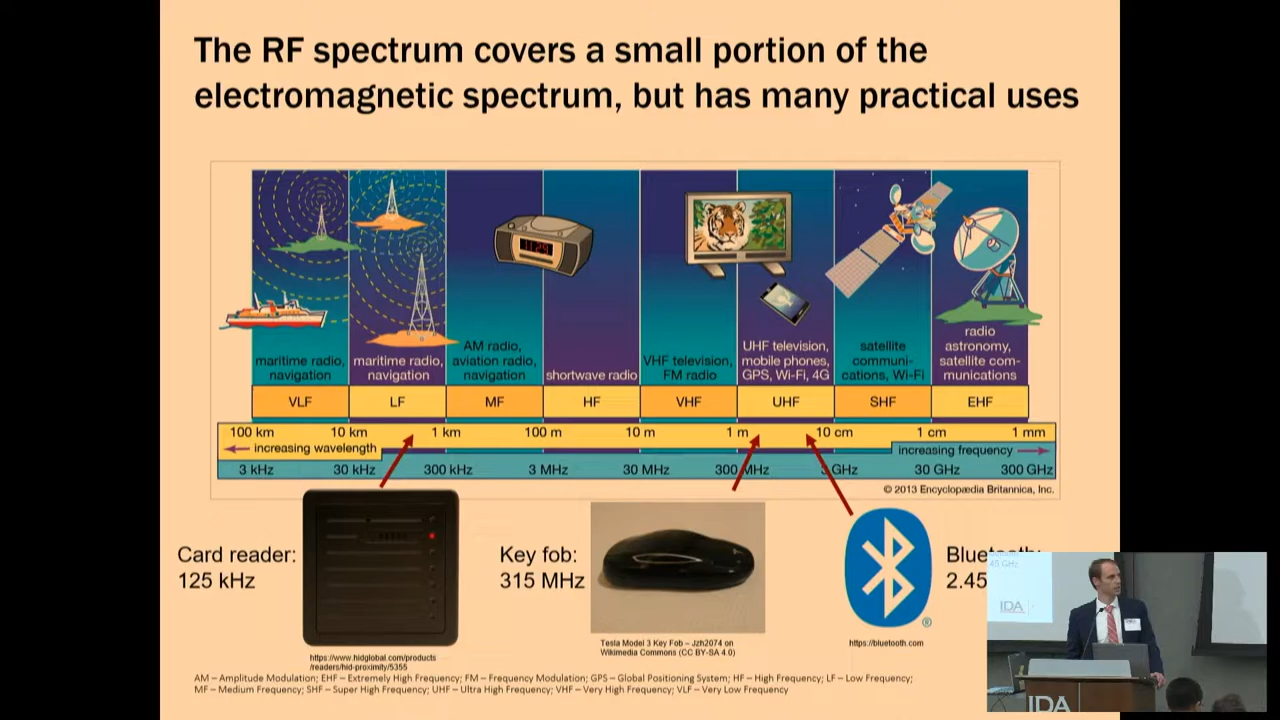 The RF spectrum covers a small portion of the
electromagnetic spectrum, but has many practical uses
11:29
maritime radio,
navigation
maritime radio,
navigation
AM radio,
aviation radio,
navigation
shortwave radio
VHF television,
FM radio
UHF television,
mobile phones,
GPS, Wi-Fi, 4G
satellite
communi-
cations, Wi-Fi
radio
astronomy,
satellite com-
munications
VLF LF MF HF VHF UHF SHF EHF
100 km 10 km 1 km 100 m 10 m 1 m 10 cm 1 cm 1 mm
increasing wavelength increasing frequency
3 kHz 30 kHz 300 kHz 3 MHz 30 MHz 300 MHz 3 GHz 30 GHz 300 GHz
© 2013 Encyclopædia Britannica, Inc.
Card reader:
125 kHz
Key fob:
315 MHz
2.45
https://www.hidglobal.com/products
/readers/hid-proximity/5355
Tesla Model 3 Key Fob – Jzh2074 on
Wikimedia Commons (CC BY-SA 4.0)
https://bluetooth.com
AM – Amplitude Modulation; EHF – Extremely High Frequency; FM – Frequency Modulation; GPS – Global Positioning System; HF – High Frequency; LF – Low Frequency;
MF – Medium Frequency; SHF – Super High Frequency; UHF – Ultra High Frequency; VHF – Very High Frequency; VLF – Very Low Frequency
.45 GHz
IDA
IDA